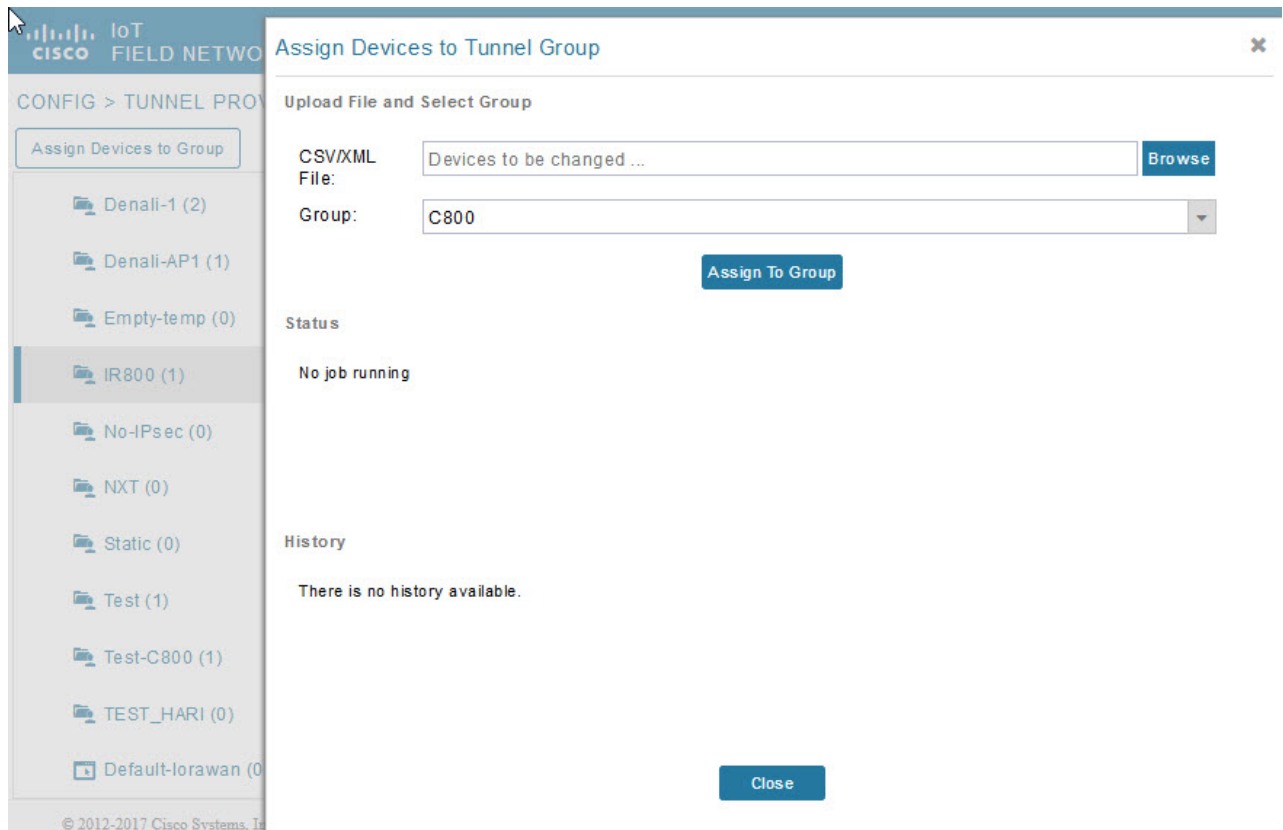 IoT
CISCO FIELD NETWO
CONFIG > TUNNEL PROV
Assign Devices to Group
Denali-1 (2)
Denali-AP1 (1)
Empty-temp (0)
IR800 (1)
No-IPsec (0)
NXT (0)
Static (0)
Test (1)
Test-C800 (1)
TEST_HARI (0)
Default-lorawan (0
© 2012-2017 Cisco Systems, In
Assign Devices to Tunnel Group
Upload File and Select Group
CSV/XML
File:
Devices to be changed ...
Browse
Group:
C800
Assign To Group
Status
No job running
History
There is no history available.
Close